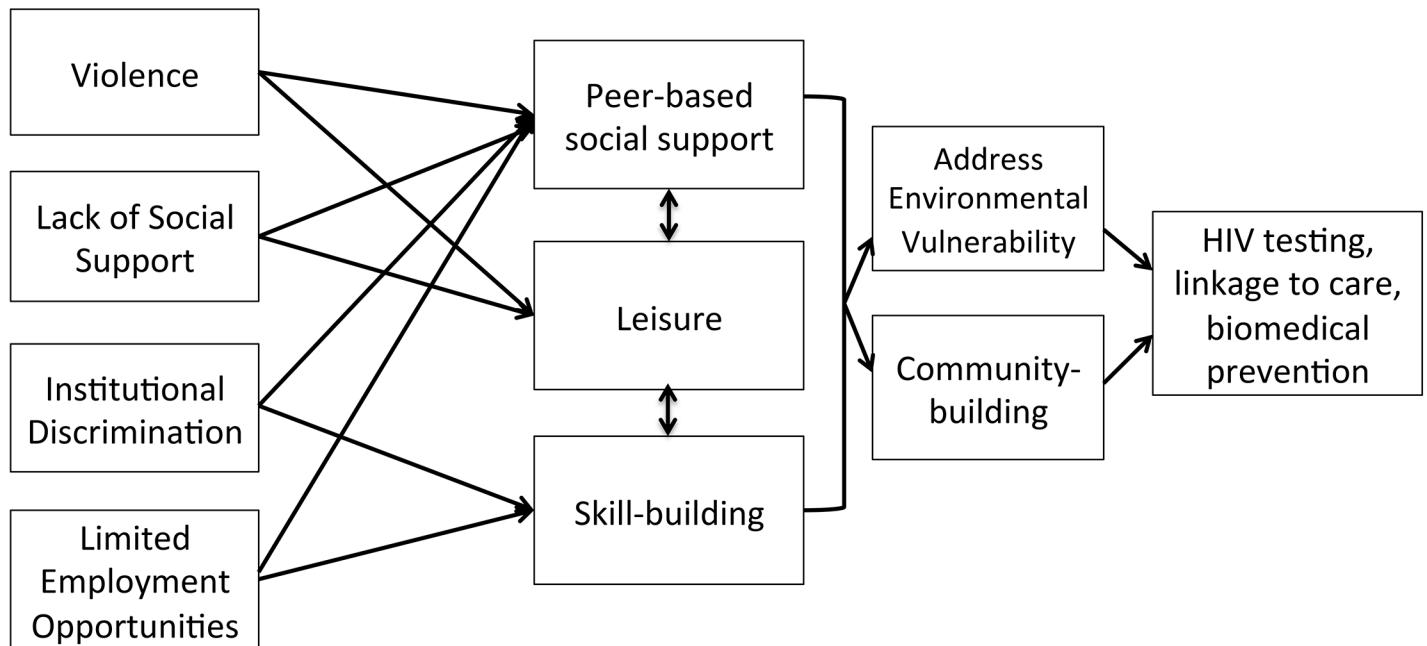 Violence
Lack of Social
Support
Institutional
Discrimination
Limited
Employment
Opportunities
Peer-based
social support
Leisure
Skill-building
Address
Environmental
Vulnerability
Community-
building
HIV testing,
linkage to care,
biomedical
prevention